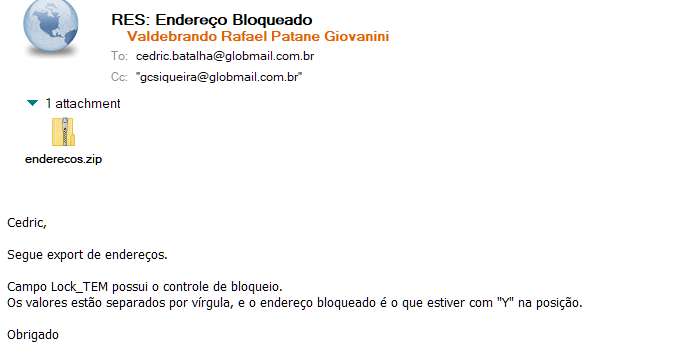 RES: Endereço Bloqueado
Valdebrando Rafael Patane Giovanini
To: cedric.batalha@globmail.com.br
Cc: "gcsiqueira@globmail.com.br"
1 attachment
enderecos.zip
Cedric,
Segue export de endereços.
Campo Lock_TEM possui o controle de bloqueio.
Os valores estão separados por vírgula, e o endereço bloqueado é o que estiver com "Y" na posição.
Obrigado